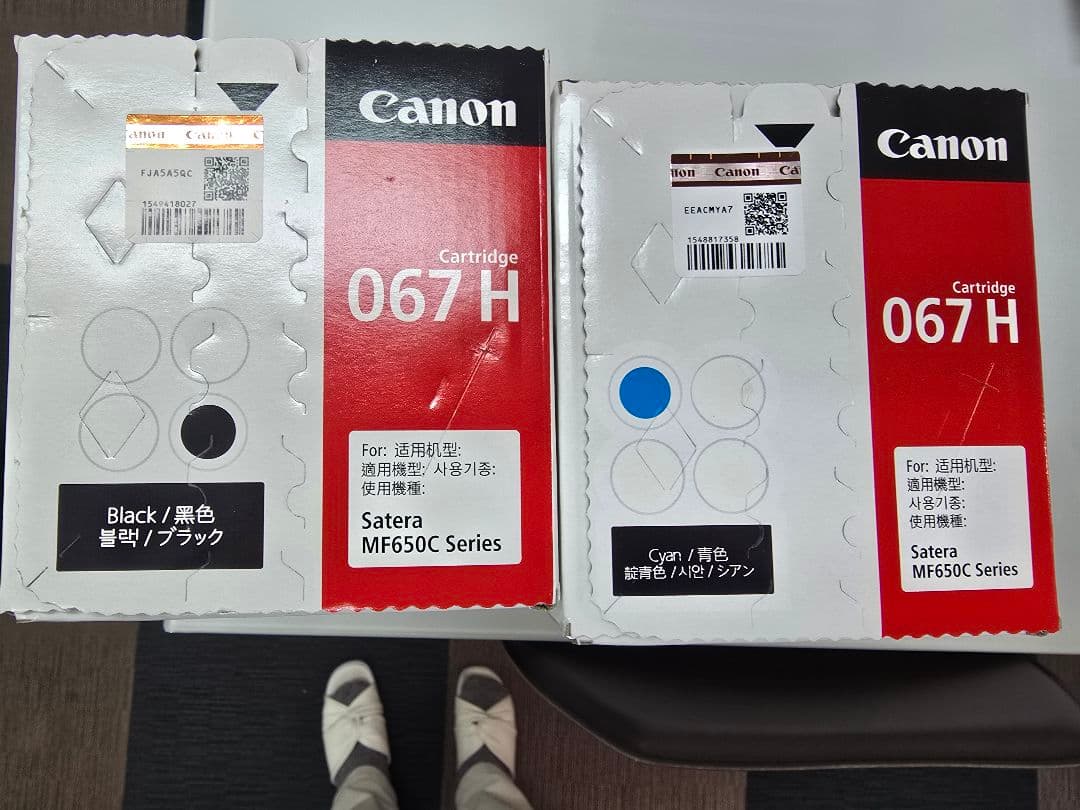 Canon
Canon
FJA5A5QC
1549418027
Cartridge
067 H
For: 适用机型:
適用機型: 사용기종:
使用機種:
Satera
MF650C Series
Black / 黑色
블랙 / ブラック
Canon
Canon
EEACMYA7
1548817358
Cartridge
067 H
For: 适用机型:
適用機型:
사용기종:
使用機種:
Satera
MF650C Series
Cyan / 青色
靛青色 / 시안 / シアン